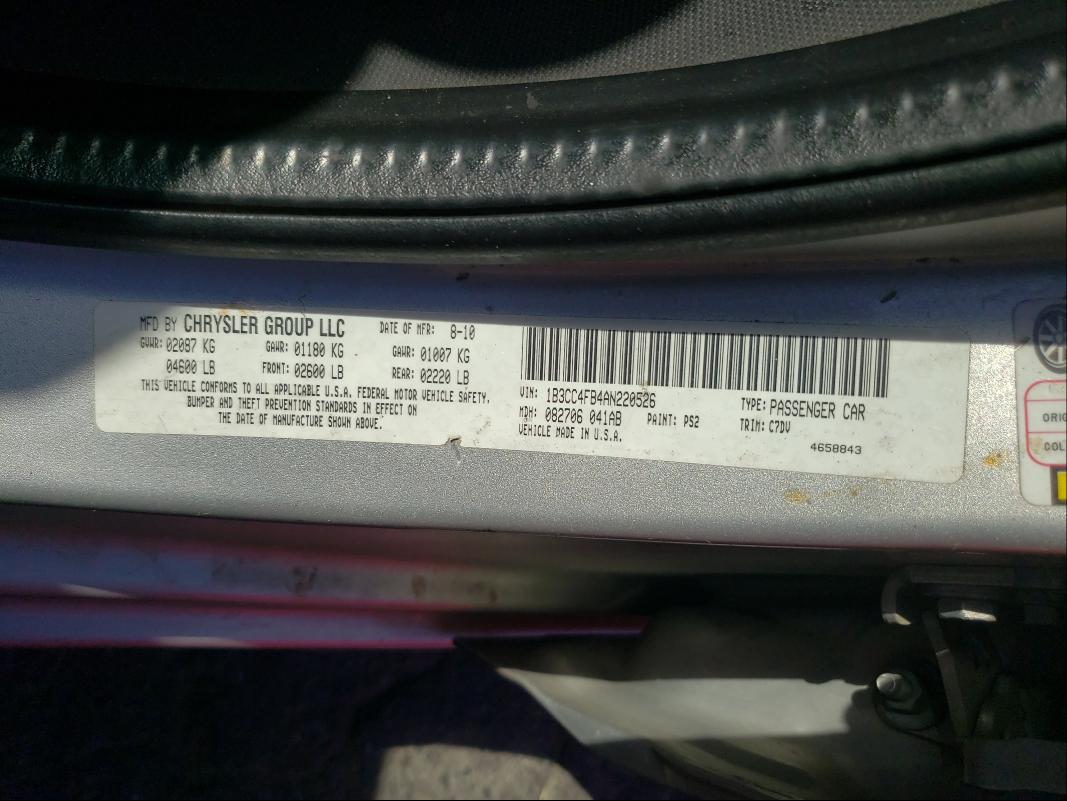 MFD BY CHRYSLER GROUP LLC DATE OF MFR: 8-10
GVWR: 02087 KG GAWR: 01180 KG GAWR: 01007 KG
04600 LB FRONT: 02600 LB REAR: 02220 LB
THIS VEHICLE CONFORMS TO ALL APPLICABLE U.S.A. FEDERAL MOTOR VEHICLE SAFETY,
BUMPER AND THEFT PREVENTION STANDARDS IN EFFECT ON
THE DATE OF MANUFACTURE SHOWN ABOVE.
VIN: 1B3CC4FB4AN220526 TYPE: PASSENGER CAR
MDH: 082706 041AB PAINT: PS2 TRIM: C7DV
VEHICLE MADE IN U.S.A.
4658843
ORIG
COL